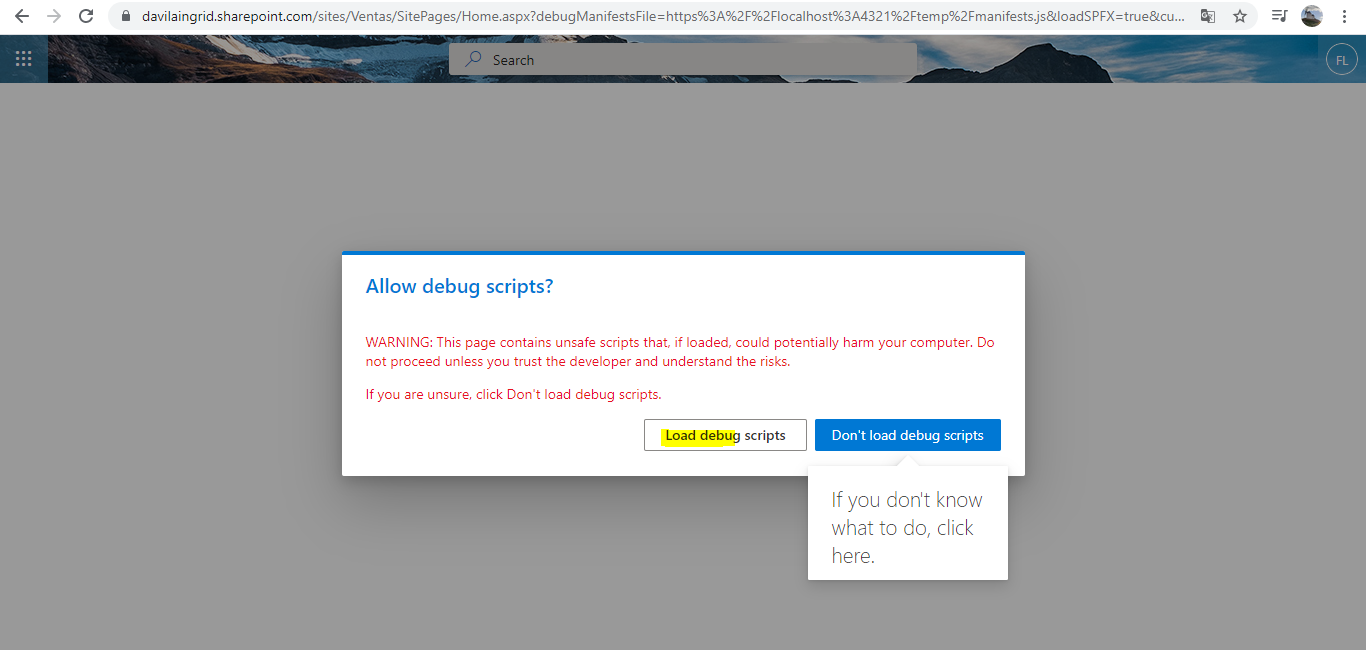 davilaingrid.sharepoint.com/sites/Ventas/SitePages/Home.aspx?debugManifestsFile=https%3A%2F%2Flocalhost%3A4321%2Ftemp%2Fmanifests.js&loadSPFX=true&cu...
Search
FL
Allow debug scripts?
WARNING: This page contains unsafe scripts that, if loaded, could potentially harm your computer. Do
not proceed unless you trust the developer and understand the risks.
If you are unsure, click Don't load debug scripts.
Load debug scripts
Don't load debug scripts
If you don't know
what to do, click
here.